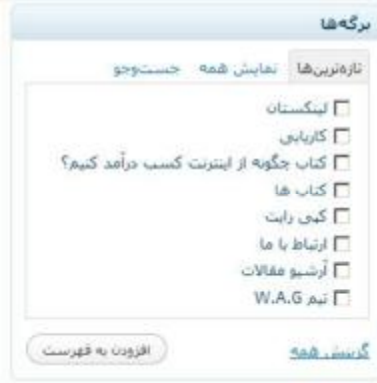 برگه‌ها
تازه‌ترین‌ها نمایش همه جست‌وجو
لینکستان
کاریابی
کتاب چگونه از اینترنت کسب درآمد کنیم؟
کتاب ها
کپی رایت
ارتباط با ما
آرشیو مقالات
تیم W.A.G
گزینش همه افزودن به فهرست